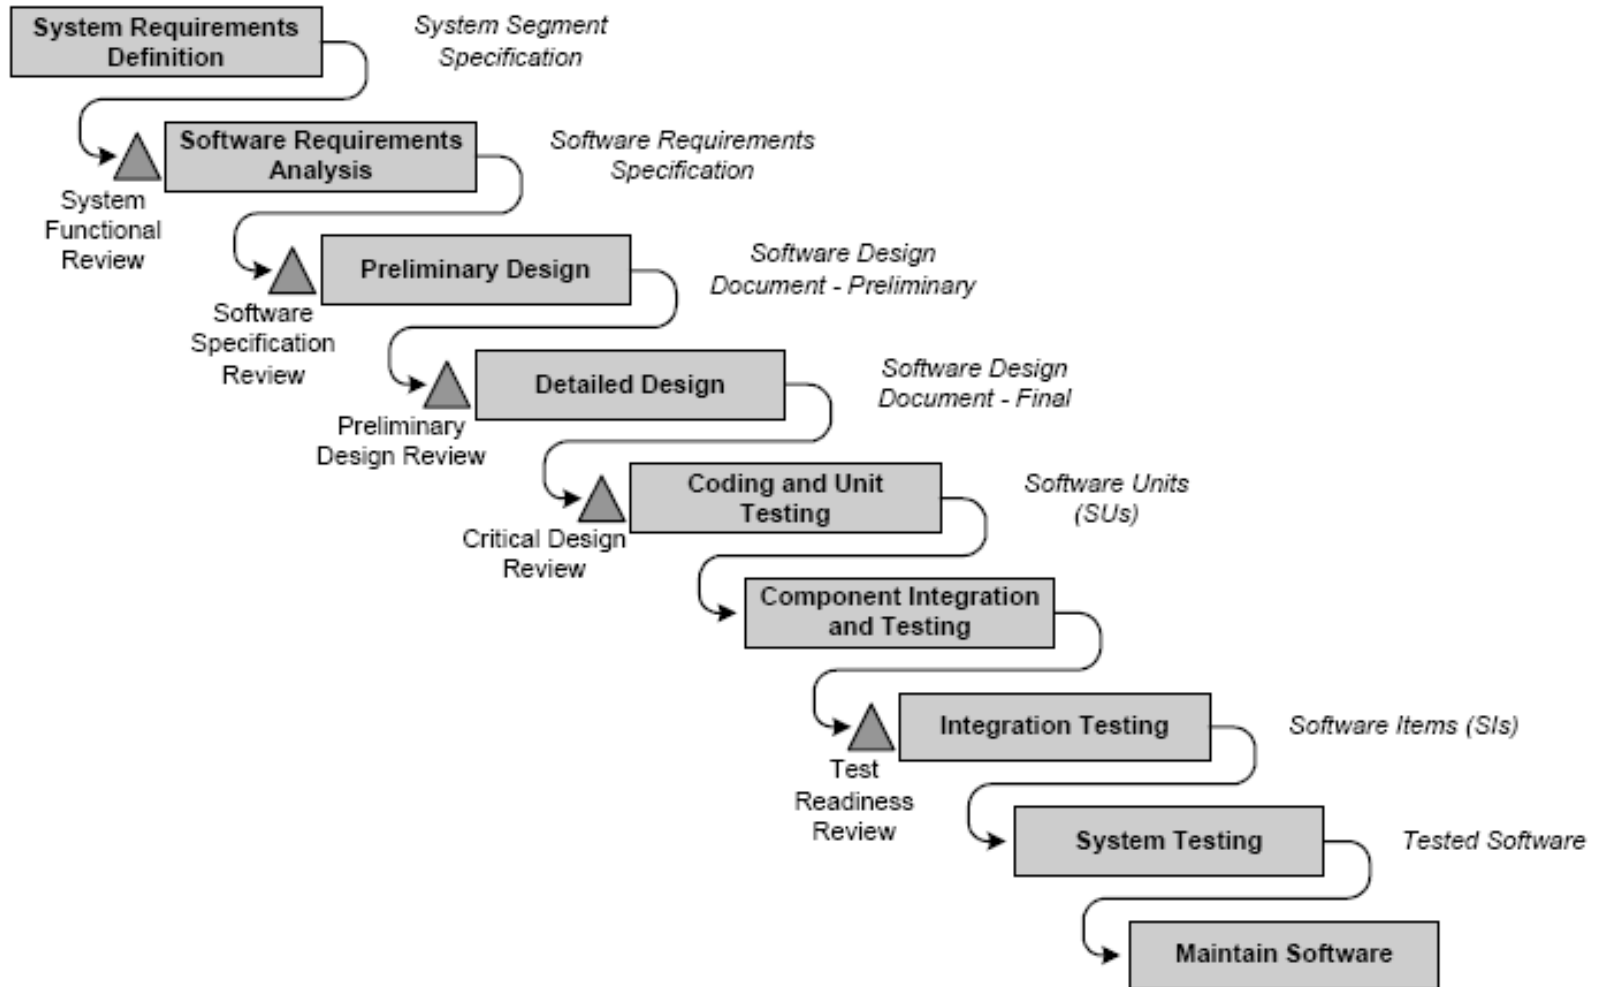 System Requirements
Definition
System Segment
Specification
Software Requirements
Analysis
Software Requirements
Specification
System
Functional
Review
Preliminary Design
Software Design
Document - Preliminary
Software
Specification
Review
Detailed Design
Software Design
Document - Final
Preliminary
Design Review
Coding and Unit
Testing
Software Units
(SUs)
Critical Design
Review
Component Integration
and Testing
Integration Testing
Software Items (SIs)
Test
Readiness
Review
System Testing
Tested Software
Maintain Software